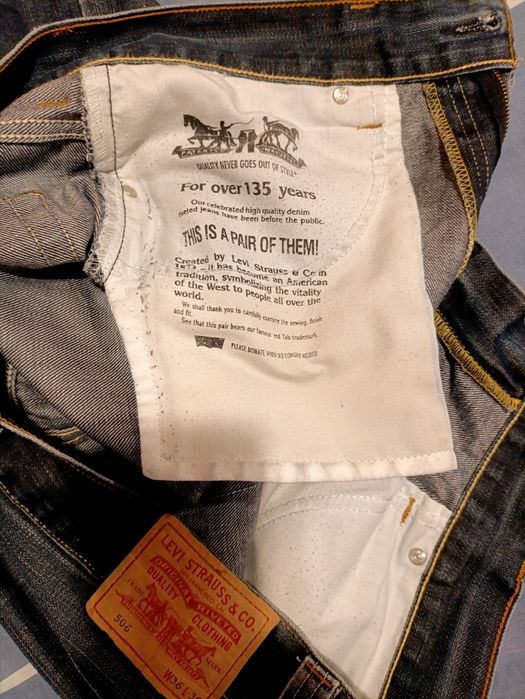 QUALITY NEVER GOES OUT OF STYLE®
For over 135 years
Our celebrated high quality denim
riveted jeans have been before the public.
THIS IS A PAIR OF THEM!
Created by Levi Strauss & Co in
1873 - it has become an American
tradition, symbolizing the vitality
of the West to people all over the
world.
We shall thank you to carefully examine the sewing, finish
and fit.
See that this pair bears our famous red Tab trademark.
PLEASE DONATE WHEN NO LONGER NEEDED
LEVI STRAUSS & CO
ORIGINAL RIVETED
QUALITY CLOTHING
TRADE MARK
506
W36 L